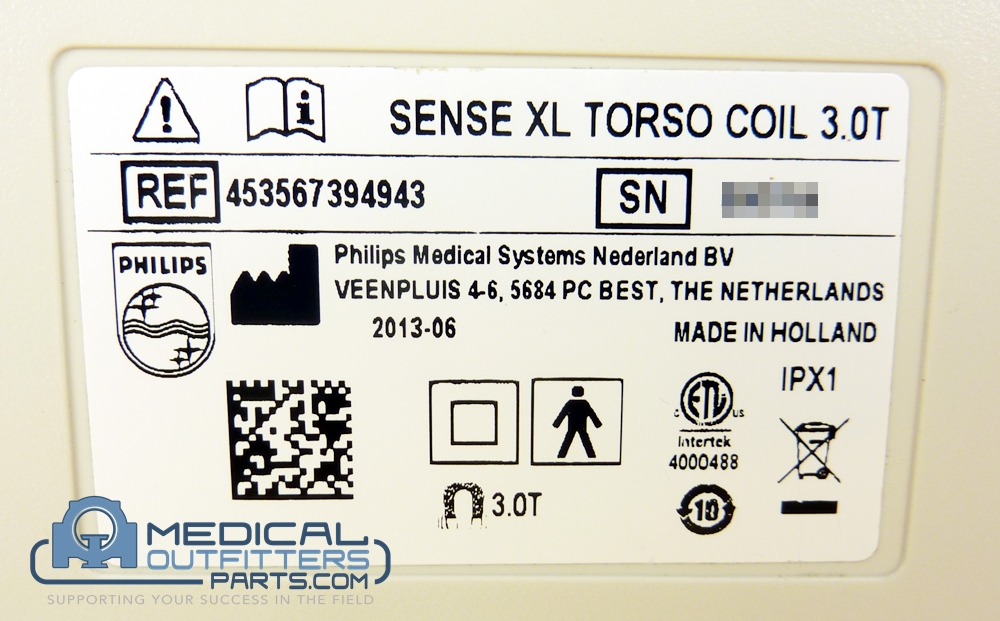 SENSE XL TORSO COIL 3.0T
REF 453567394943 SN
PHILIPS
Philips Medical Systems Nederland BV
VEENPLUIS 4-6, 5684 PC BEST, THE NETHERLANDS
2013-06 MADE IN HOLLAND
IPX1
c ETL us
Intertek
4000488
3.0T
10
MEDICAL
OUTFITTERS
PARTS.COM
SUPPORTING YOUR SUCCESS IN THE FIELD